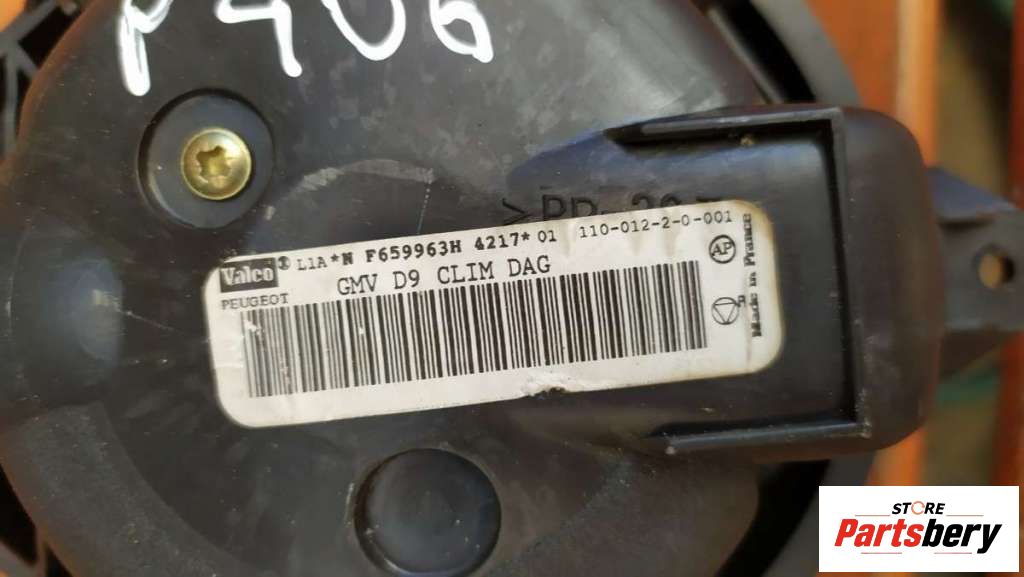 P406
>PP
Valeo® L1A*N F659963H 4217* 01 110-012-2-0-001
PEUGEOT GMV D9 CLIM DAG
AP
Made in France
STORE
Partsbery